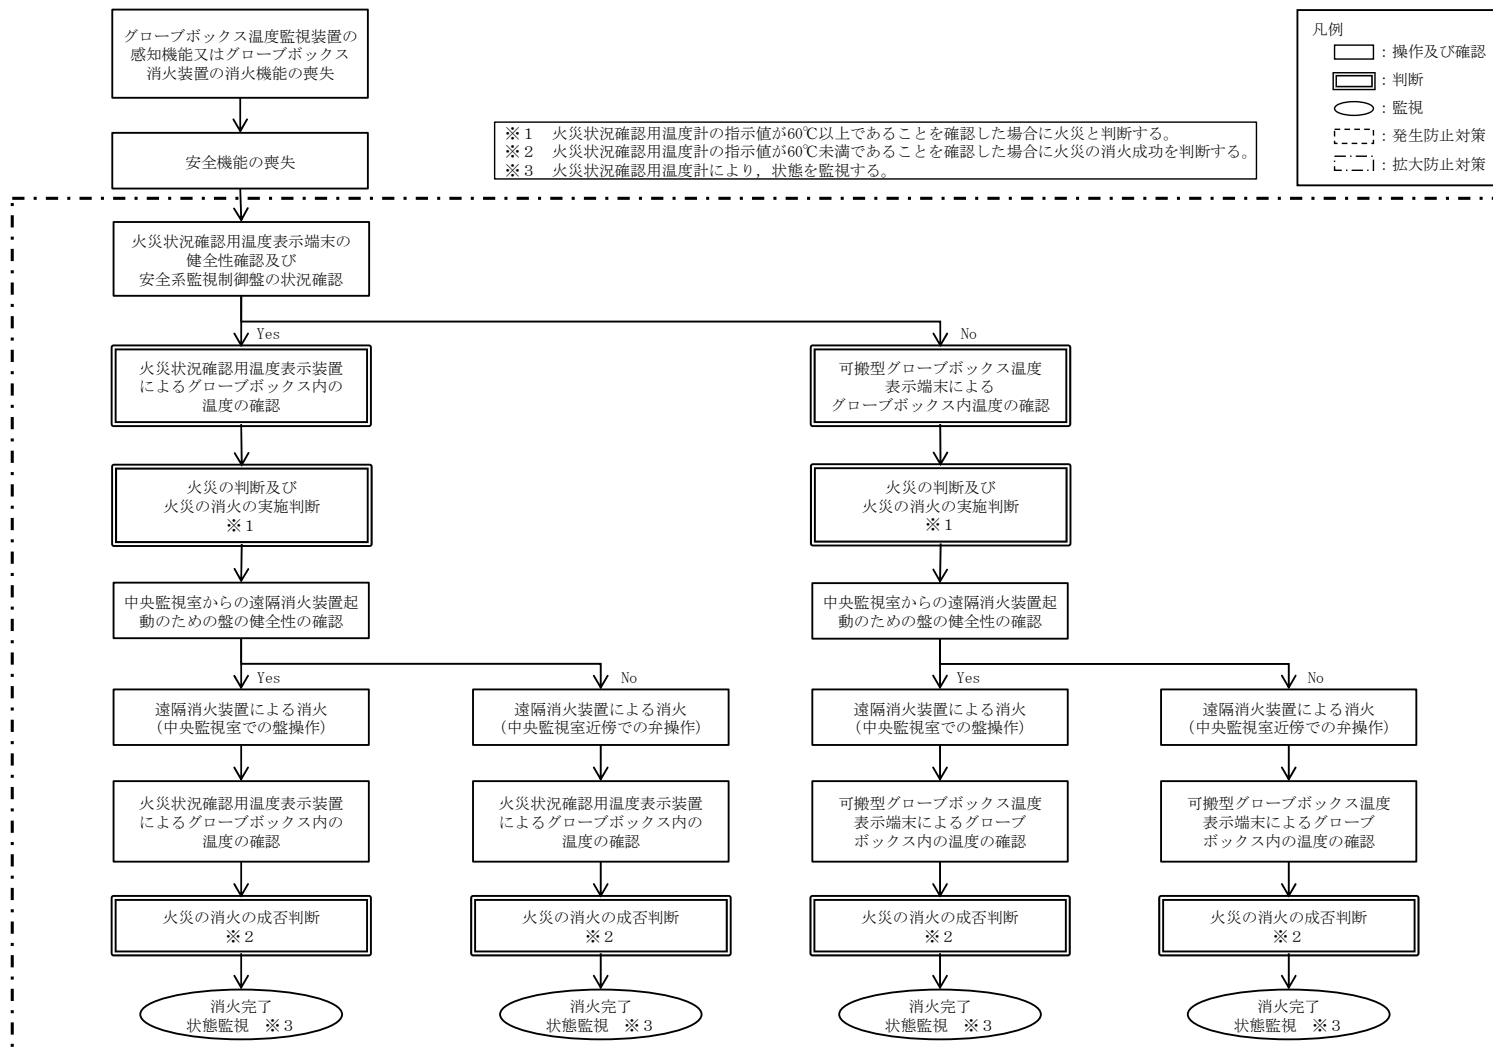 グローブボックス温度監視装置の
感知機能又はグローブボックス
消火装置の消火機能の喪失
安全機能の喪失
※1　火災状況確認用温度計の指示値が60℃以上であることを確認した場合に火災と判断する。
※2　火災状況確認用温度計の指示値が60℃未満であることを確認した場合に火災の消火成功を判断する。
※3　火災状況確認用温度計により，状態を監視する。
凡例
：操作及び確認
：判断
：監視
：発生防止対策
：拡大防止対策
火災状況確認用温度表示端末の
健全性確認及び
安全系監視制御盤の状況確認
Yes
No
火災状況確認用温度表示装置
によるグローブボックス内の
温度の確認
可搬型グローブボックス温度
表示端末による
グローブボックス内温度の確認
火災の判断及び
火災の消火の実施判断
※1
火災の判断及び
火災の消火の実施判断
※1
中央監視室からの遠隔消火装置起
動のための盤の健全性の確認
中央監視室からの遠隔消火装置起
動のための盤の健全性の確認
Yes
No
Yes
No
遠隔消火装置による消火
（中央監視室での盤操作）
遠隔消火装置による消火
（中央監視室近傍での弁操作）
遠隔消火装置による消火
（中央監視室での盤操作）
遠隔消火装置による消火
（中央監視室近傍での弁操作）
火災状況確認用温度表示装置
によるグローブボックス内の
温度の確認
火災状況確認用温度表示装置
によるグローブボックス内の
温度の確認
可搬型グローブボックス温度
表示端末によるグローブ
ボックス内の温度の確認
可搬型グローブボックス温度
表示端末によるグローブ
ボックス内の温度の確認
火災の消火の成否判断
※2
火災の消火の成否判断
※2
火災の消火の成否判断
※2
火災の消火の成否判断
※2
消火完了
状態監視　※3
消火完了
状態監視　※3
消火完了
状態監視　※3
消火完了
状態監視　※3